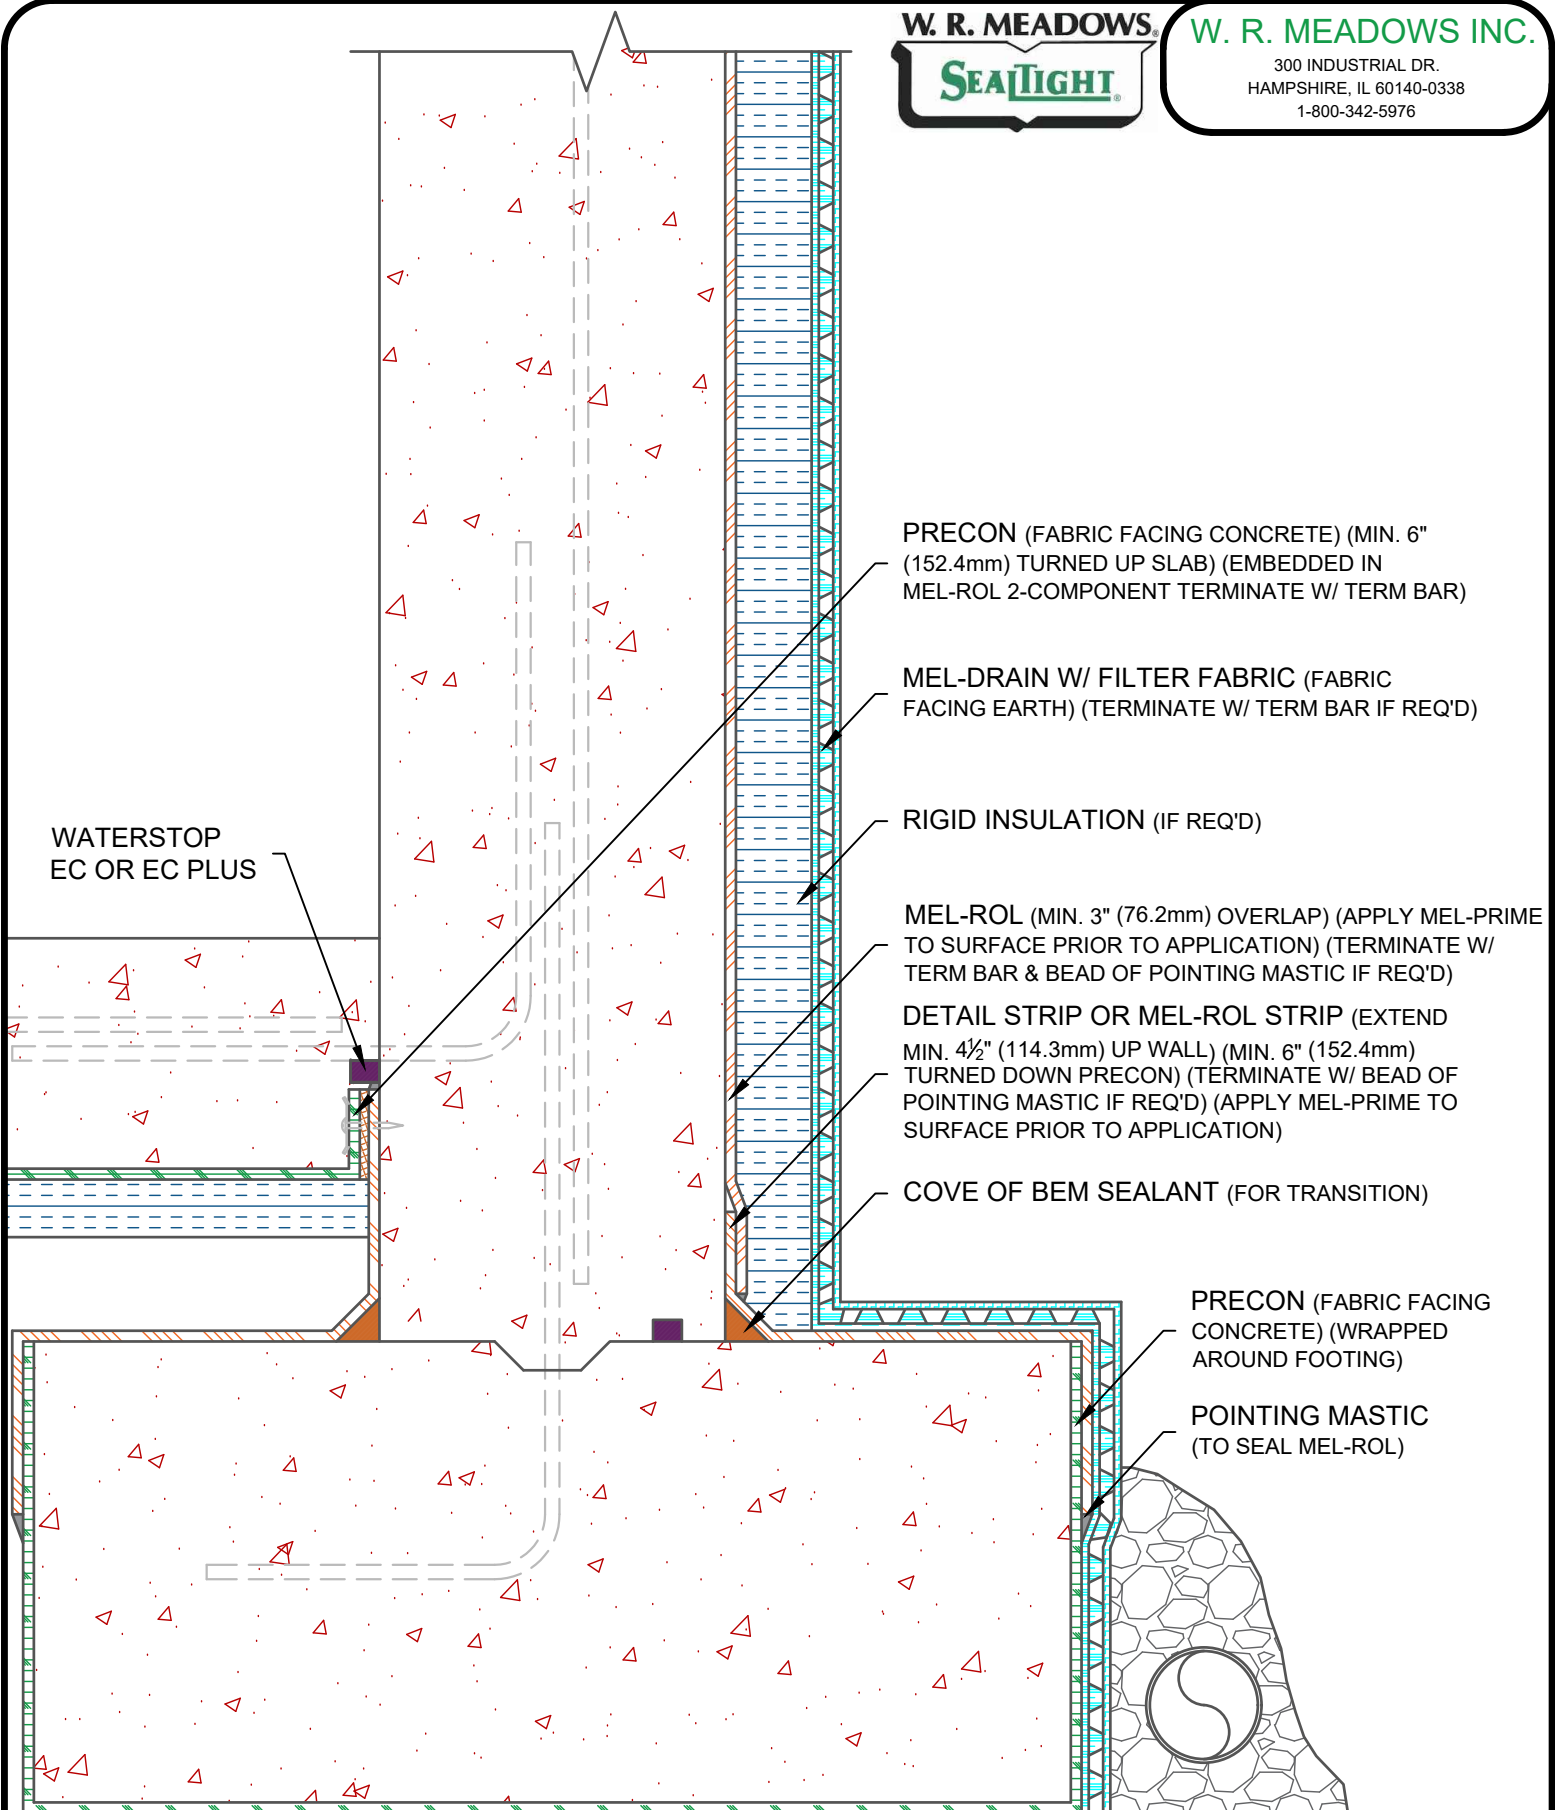 W. R. MEADOWS®
SEALTIGHT®
W. R. MEADOWS INC.
300 INDUSTRIAL DR.
HAMPSHIRE, IL 60140-0338
1-800-342-5976
PRECON (FABRIC FACING CONCRETE) (MIN. 6"
(152.4mm) TURNED UP SLAB) (EMBEDDED IN
MEL-ROL 2-COMPONENT TERMINATE W/ TERM BAR)
MEL-DRAIN W/ FILTER FABRIC (FABRIC
FACING EARTH) (TERMINATE W/ TERM BAR IF REQ'D)
RIGID INSULATION (IF REQ'D)
WATERSTOP
EC OR EC PLUS
MEL-ROL (MIN. 3" (76.2mm) OVERLAP) (APPLY MEL-PRIME
TO SURFACE PRIOR TO APPLICATION) (TERMINATE W/
TERM BAR & BEAD OF POINTING MASTIC IF REQ'D)
DETAIL STRIP OR MEL-ROL STRIP (EXTEND
MIN. 4½" (114.3mm) UP WALL) (MIN. 6" (152.4mm)
TURNED DOWN PRECON) (TERMINATE W/ BEAD OF
POINTING MASTIC IF REQ'D) (APPLY MEL-PRIME TO
SURFACE PRIOR TO APPLICATION)
COVE OF BEM SEALANT (FOR TRANSITION)
PRECON (FABRIC FACING
CONCRETE) (WRAPPED
AROUND FOOTING)
POINTING MASTIC
(TO SEAL MEL-ROL)